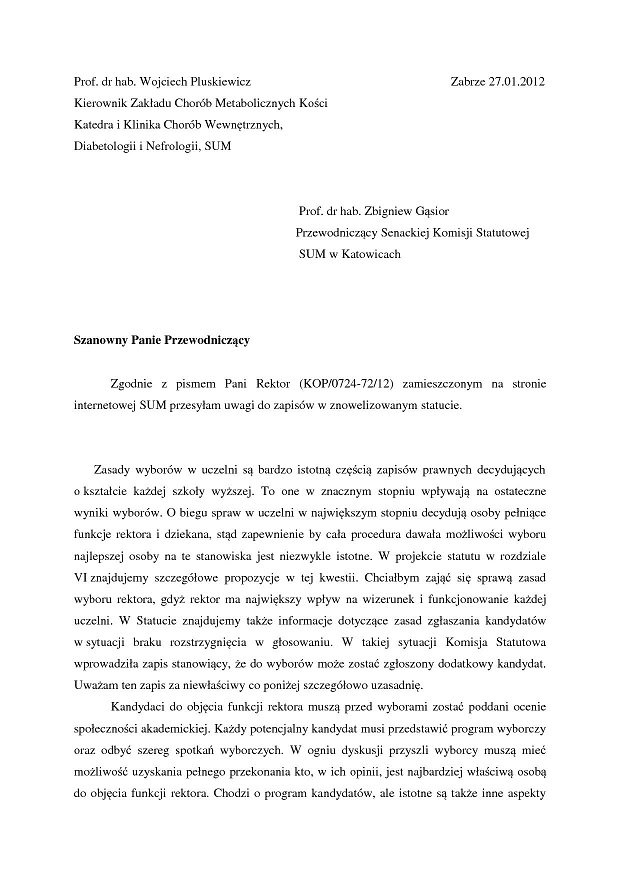 Prof. dr hab. Wojciech Pluskiewicz Zabrze 27.01.2012
Kierownik Zakładu Chorób Metabolicznych Kości
Katedra i Klinika Chorób Wewnętrznych,
Diabetologii i Nefrologii, SUM
Prof. dr hab. Zbigniew Gąsior
Przewodniczący Senackiej Komisji Statutowej
SUM w Katowicach
Szanowny Panie Przewodniczący
Zgodnie z pismem Pani Rektor (KOP/0724-72/12) zamieszczonym na stronie
internetowej SUM przesyłam uwagi do zapisów w znowelizowanym statucie.
Zasady wyborów w uczelni są bardzo istotną częścią zapisów prawnych decydujących
o kształcie każdej szkoły wyższej. To one w znacznym stopniu wpływają na ostateczne
wyniki wyborów. O biegu spraw w uczelni w największym stopniu decydują osoby pełniące
funkcje rektora i dziekana, stąd zapewnienie by cała procedura dawała możliwości wyboru
najlepszej osoby na te stanowiska jest niezwykle istotne. W projekcie statutu w rozdziale
VI znajdujemy szczegółowe propozycje w tej kwestii. Chciałbym zająć się sprawą zasad
wyboru rektora, gdyż rektor ma największy wpływ na wizerunek i funkcjonowanie każdej
uczelni. W Statucie znajdujemy także informacje dotyczące zasad zgłaszania kandydatów
w sytuacji braku rozstrzygnięcia w głosowaniu. W takiej sytuacji Komisja Statutowa
wprowadziła zapis stanowiący, że do wyborów może zostać zgłoszony dodatkowy kandydat.
Uważam ten zapis za niewłaściwy co poniżej szczegółowo uzasadnię.
Kandydaci do objęcia funkcji rektora muszą przed wyborami zostać poddani ocenie
społeczności akademickiej. Każdy potencjalny kandydat musi przedstawić program wyborczy
oraz odbyć szereg spotkań wyborczych. W ogniu dyskusji przyszli wyborcy muszą mieć
możliwość uzyskania pełnego przekonania kto, w ich opinii, jest najbardziej właściwą osobą
do objęcia funkcji rektora. Chodzi o program kandydatów, ale istotne są także inne aspekty